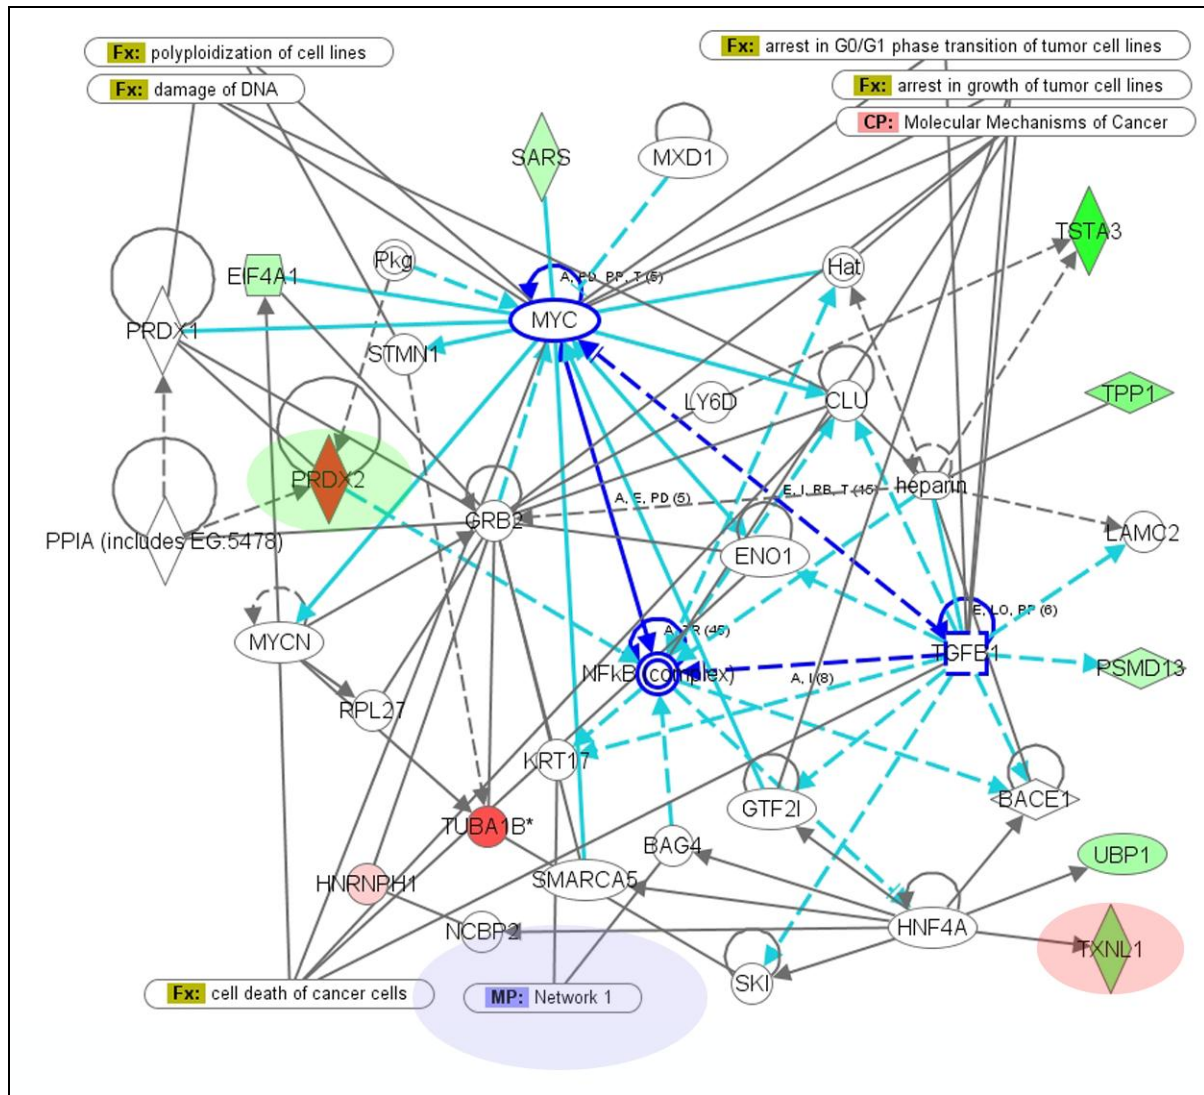 Fx: polyploidization of cell lines
Fx: arrest in G0/G1 phase transition of tumor cell lines
Fx: damage of DNA
Fx: arrest in growth of tumor cell lines
CP: Molecular Mechanisms of Cancer
SARS
MXD1
TSTA3
EIF4A1
Pkg
Hat
A, PD, PP, T (5)
PRDX1
MYC
STMN1
LY6D
CLU
TPP1
PRDX2
heparin
A, E, PD (5)
E, I, RB, T (15)
GRB2
PPIA (includes EG:5478)
ENO1
LAMC2
MYCN
E, LO, PP (6)
A, TR (45)
NFkB (complex)
TGFB1
A, I (8)
PSMD13
RPL27
KRT17
GTF2I
BACE1
TUBA1B*
BAG4
UBP1
HNRNPH1
SMARCA5
NCBP2
HNF4A
TXNL1
SKI
Fx: cell death of cancer cells
MP: Network 1